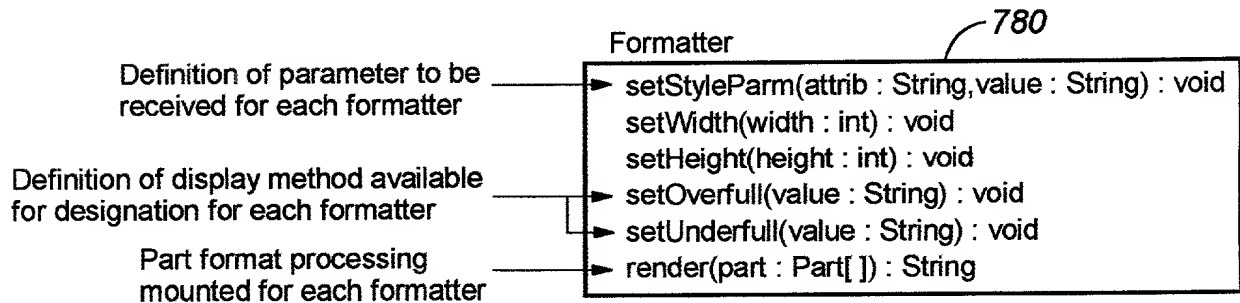 780
Formatter
Definition of parameter to be
received for each formatter
setStyleParm(attrib : String,value : String) : void
setWidth(width : int) : void
setHeight(height : int) : void
Definition of display method available
for designation for each formatter
setOverfull(value : String) : void
setUnderfull(value : String) : void
Part format processing
mounted for each formatter
render(part : Part[ ]) : String